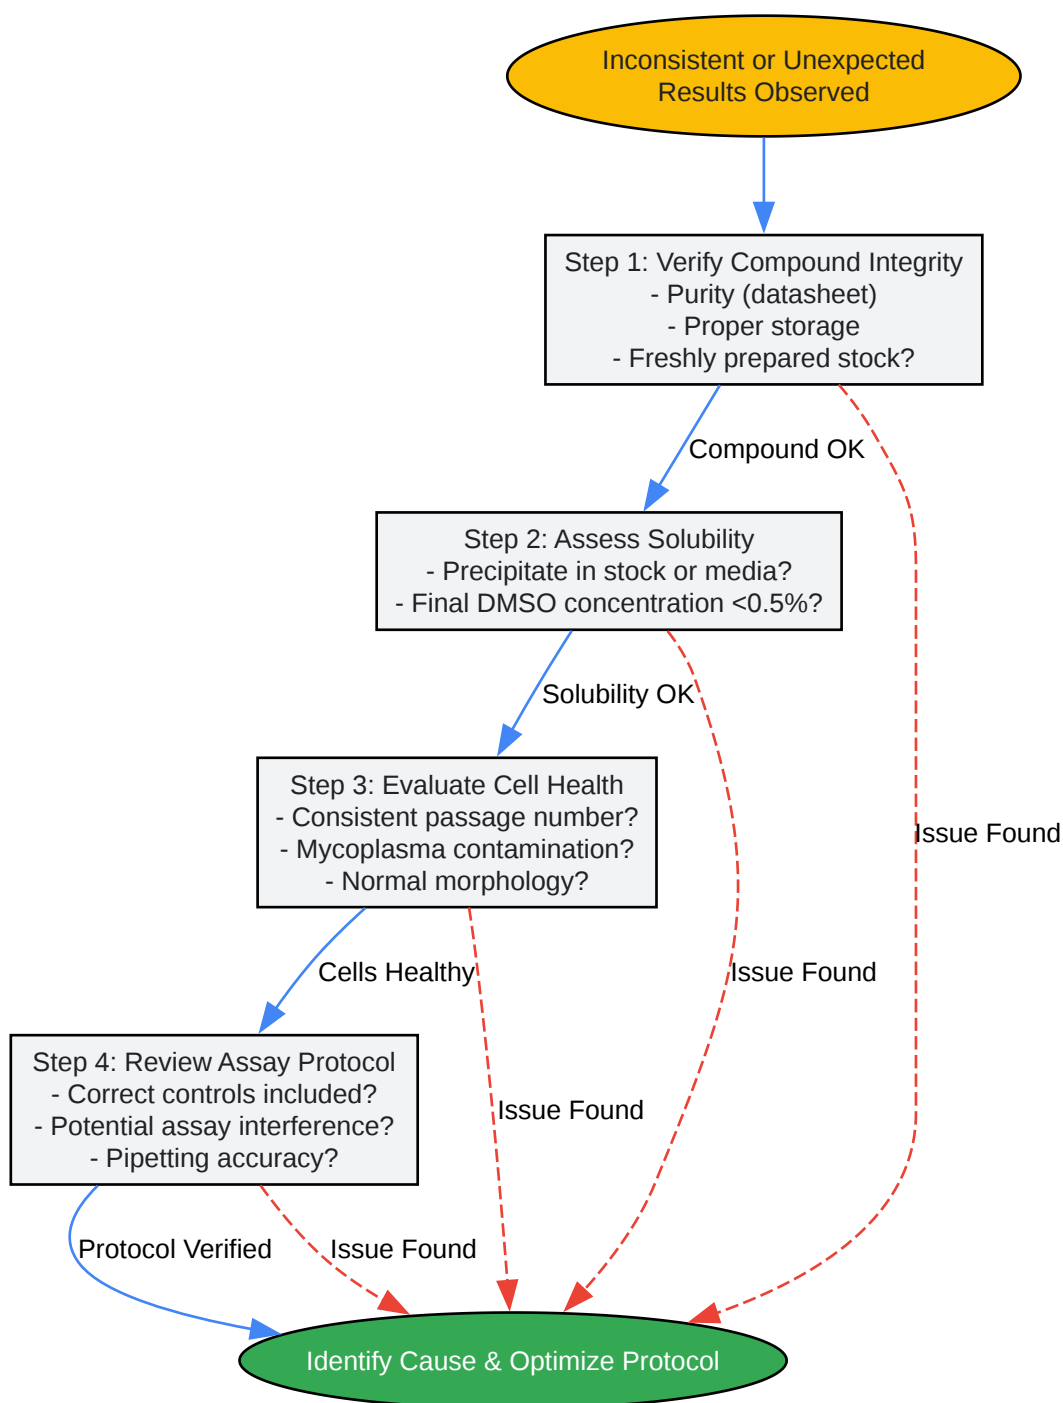 Inconsistent or Unexpected
Results Observed
Step 1: Verify Compound Integrity
- Purity (datasheet)
- Proper storage
- Freshly prepared stock?
Compound OK
Step 2: Assess Solubility
- Precipitate in stock or media?
- Final DMSO concentration <0.5%?
Solubility OK
Step 3: Evaluate Cell Health
- Consistent passage number?
- Mycoplasma contamination?
- Normal morphology?
Issue Found
Cells Healthy
Issue Found
Step 4: Review Assay Protocol
- Correct controls included?
- Potential assay interference?
- Pipetting accuracy?
Issue Found
Protocol Verified
Issue Found
Identify Cause & Optimize Protocol